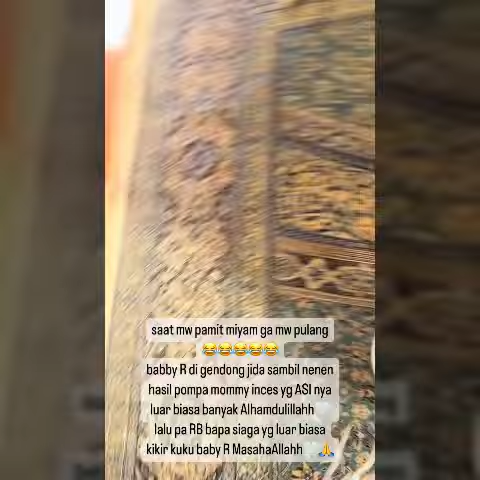 saat mw pamit miyam ga mw pulang
😂😂😂😂😂
babby R di gendong jida sambil nenen
hasil pompa mommy inces yg ASI nya
luar biasa banyak Alhamdulillahh
lalu pa RB bapa siaga yg luar biasa
kikir kuku baby R MasahaAllahh 🤍🙏